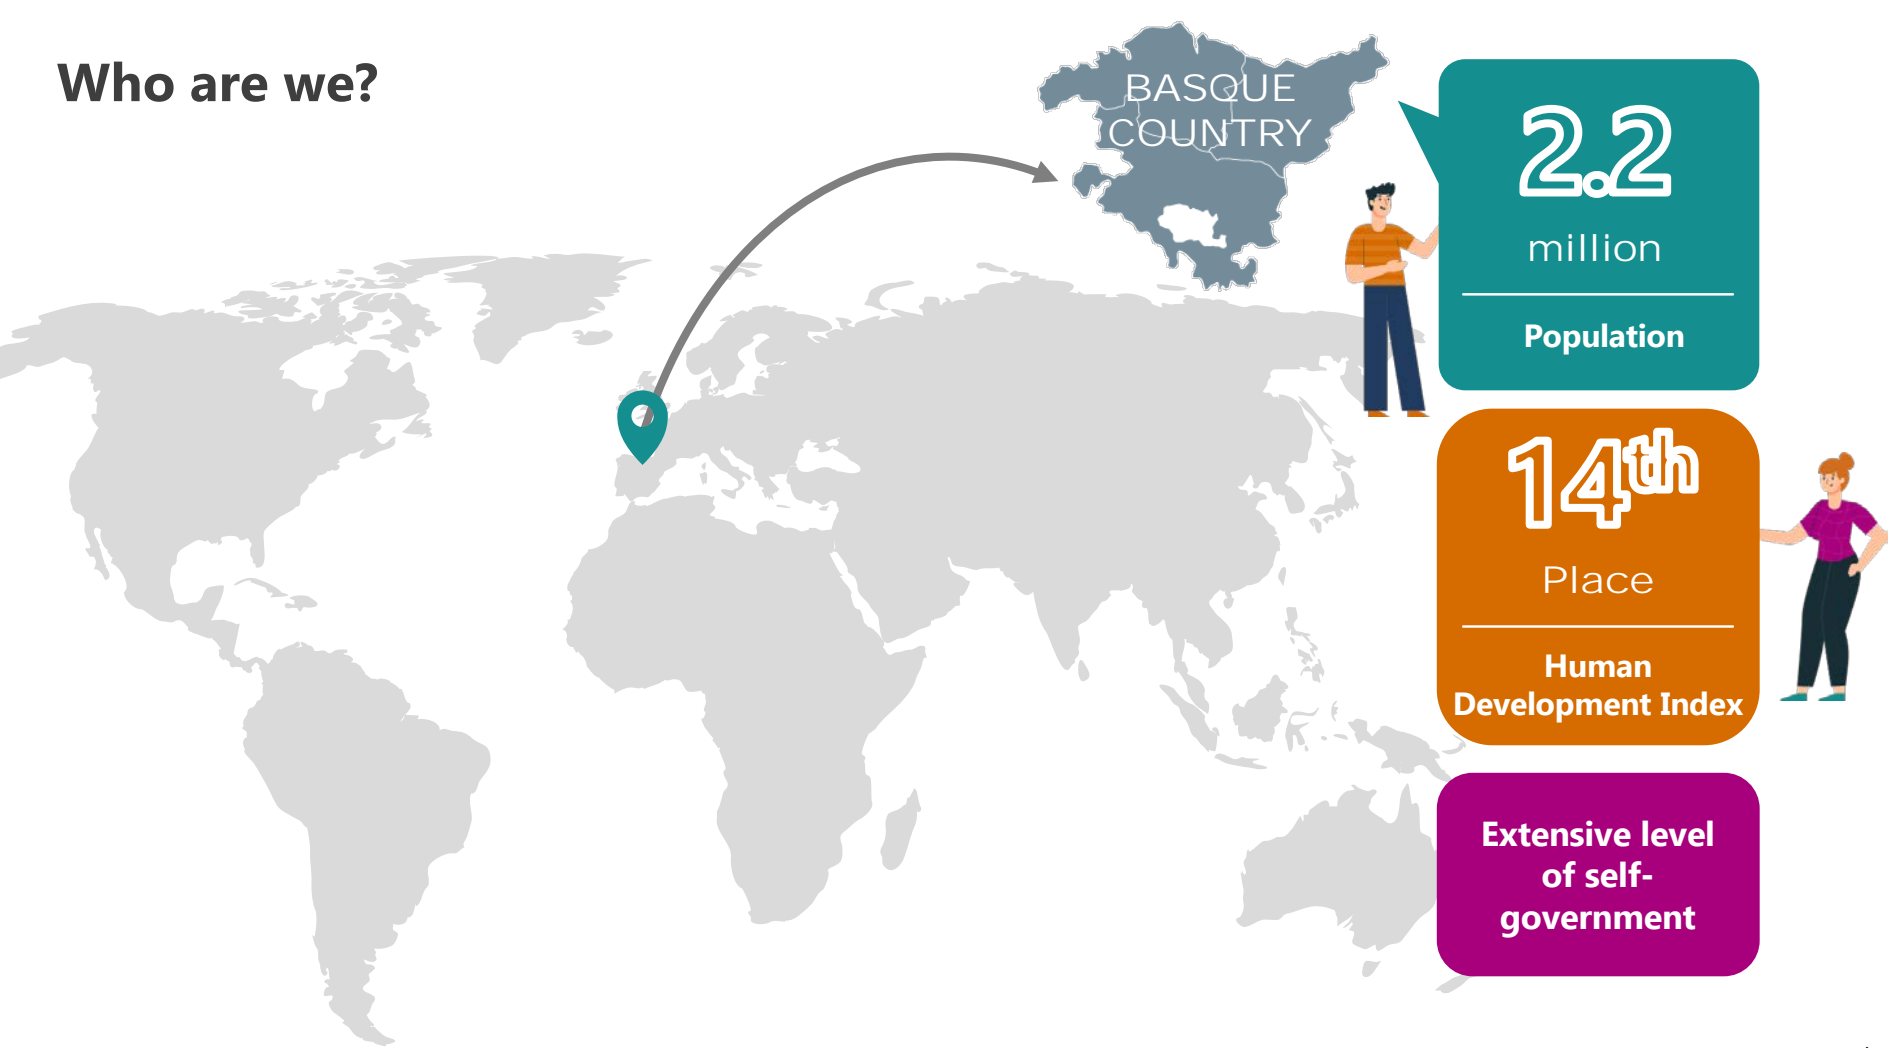 Who are we?
BASQUE
COUNTRY
2.2
million
Population
14th
Place
Human
Development Index
Extensive level
of self-
government